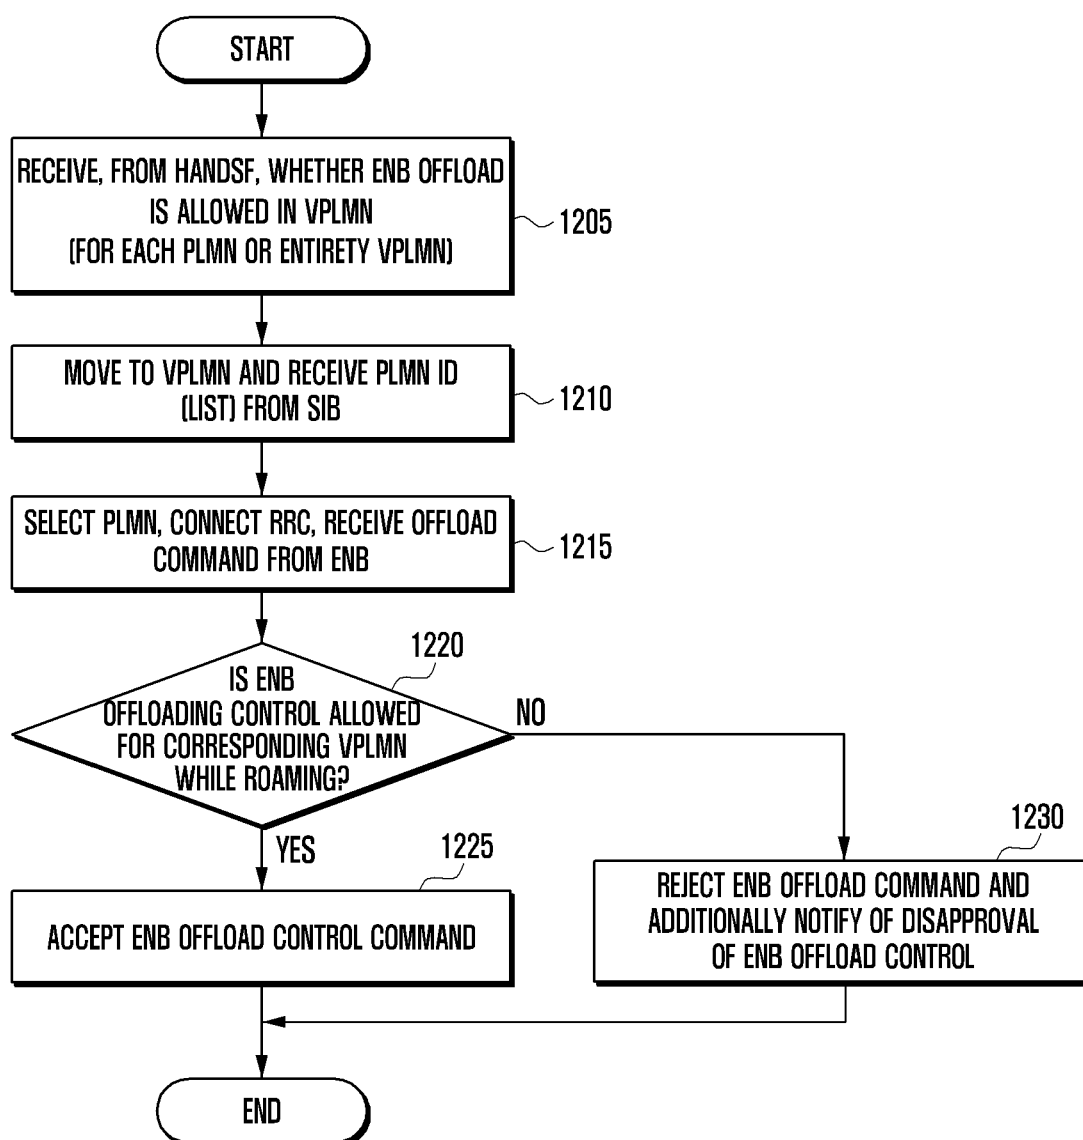 START
RECEIVE, FROM HANDSF, WHETHER ENB OFFLOAD
IS ALLOWED IN VPLMN
(FOR EACH PLMN OR ENTIRETY VPLMN)
1205
MOVE TO VPLMN AND RECEIVE PLMN ID
(LIST) FROM SIB
1210
SELECT PLMN, CONNECT RRC, RECEIVE OFFLOAD
COMMAND FROM ENB
1215
1220
IS ENB
OFFLOADING CONTROL ALLOWED
FOR CORRESPONDING VPLMN
WHILE ROAMING?
NO
YES
1225
ACCEPT ENB OFFLOAD CONTROL COMMAND
1230
REJECT ENB OFFLOAD COMMAND AND
ADDITIONALLY NOTIFY OF DISAPPROVAL
OF ENB OFFLOAD CONTROL
END